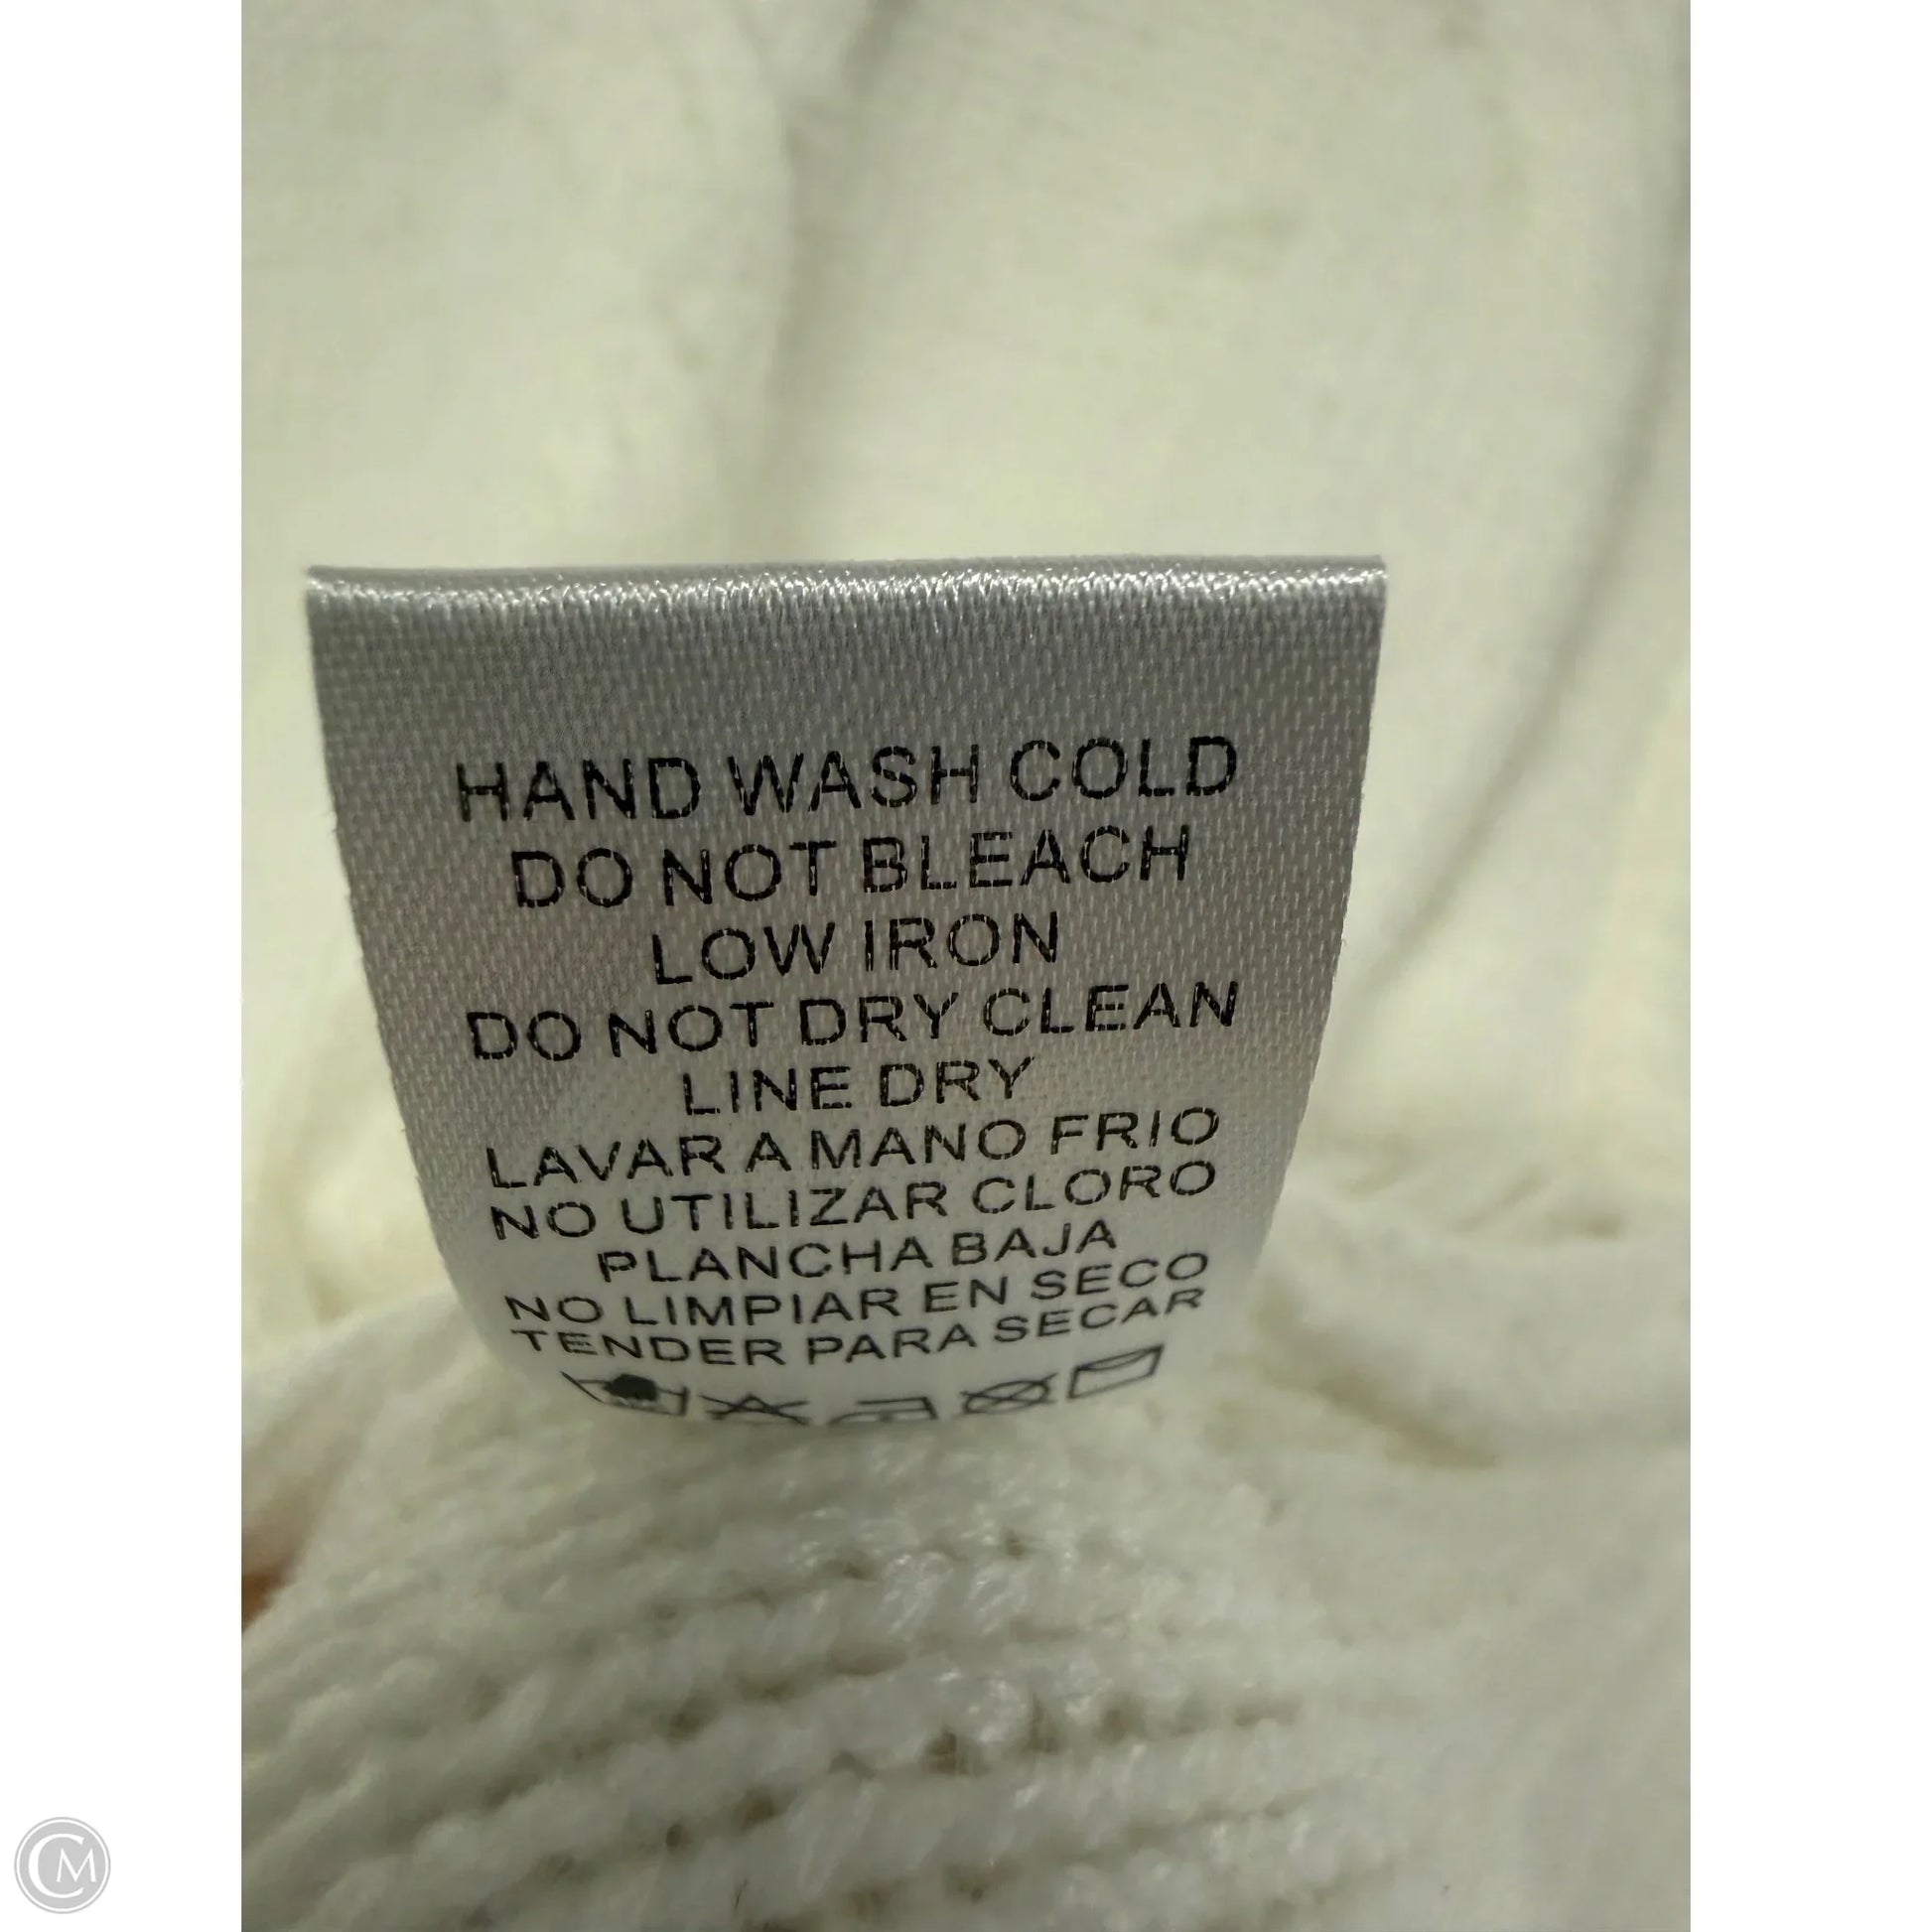 HAND WASH COLD
DO NOT BLEACH
LOW IRON
DO NOT DRY CLEAN
LINE DRY
LAVAR A MANO FRIO
NO UTILIZAR CLORO
PLANCHA BAJA
NO LIMPIAR EN SECO
TENDER PARA SECAR
CM